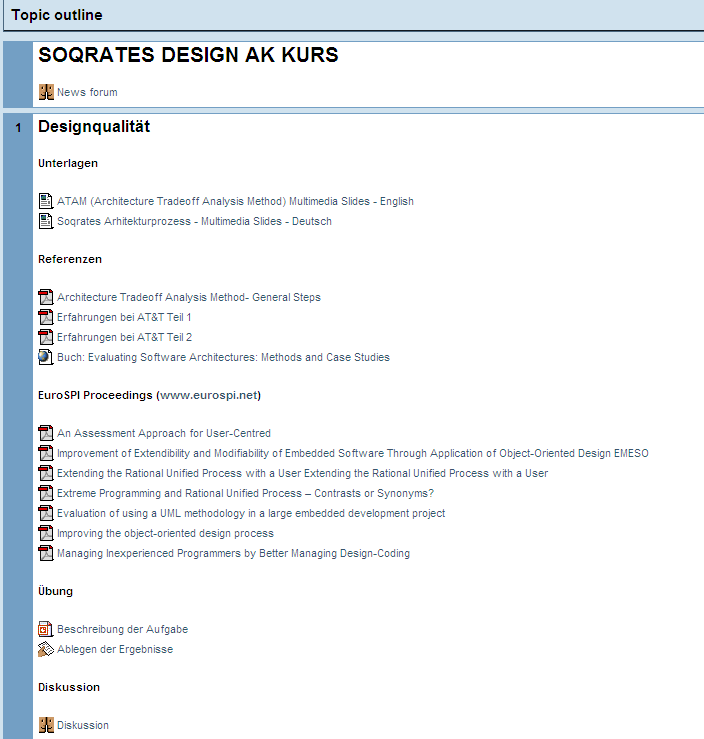 Topic outline
SOQRATES DESIGN AK KURS
News forum
1 Designqualität
Unterlagen
ATAM (Architecture Tradeoff Analysis Method) Multimedia Slides - English
Soqrates Arhitekturprozess - Multimedia Slides - Deutsch
Referenzen
Architecture Tradeoff Analysis Method- General Steps
Erfahrungen bei AT&T Teil 1
Erfahrungen bei AT&T Teil 2
Buch: Evaluating Software Architectures: Methods and Case Studies
EuroSPI Proceedings (www.eurospi.net)
An Assessment Approach for User-Centred
Improvement of Extendibility and Modifiability of Embedded Software Through Application of Object-Oriented Design EMESO
Extending the Rational Unified Process with a User Extending the Rational Unified Process with a User
Extreme Programming and Rational Unified Process – Contrasts or Synonyms?
Evaluation of using a UML methodology in a large embedded development project
Improving the object-oriented design process
Managing Inexperienced Programmers by Better Managing Design-Coding
Übung
Beschreibung der Aufgabe
Ablegen der Ergebnisse
Diskussion
Diskussion